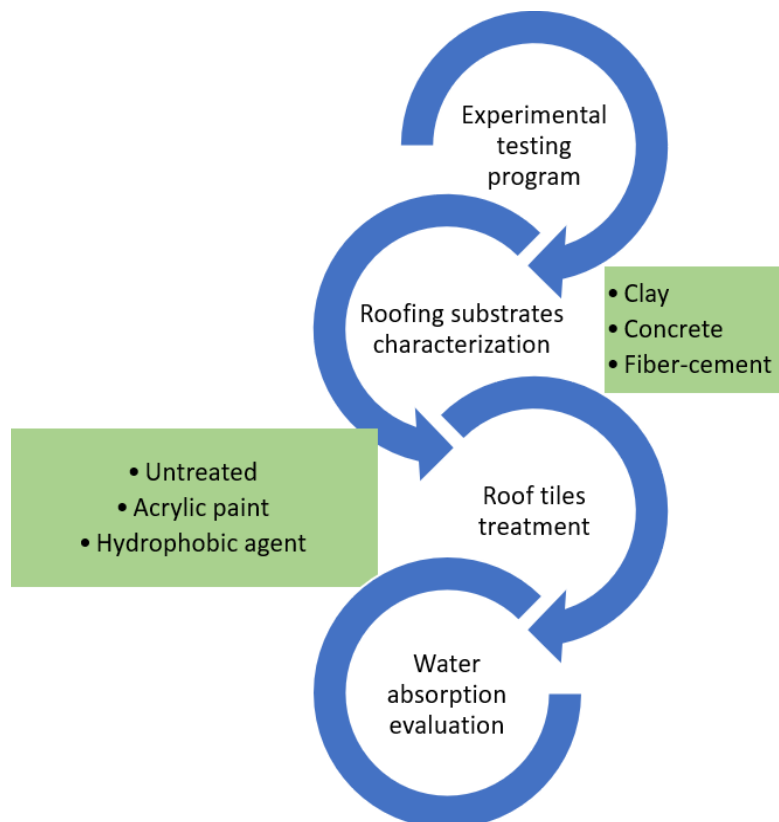 Experimental
testing
program
Roofing substrates
characterization
• Clay
• Concrete
• Fiber-cement
• Untreated
• Acrylic paint
• Hydrophobic agent
Roof tiles
treatment
Water
absorption
evaluation